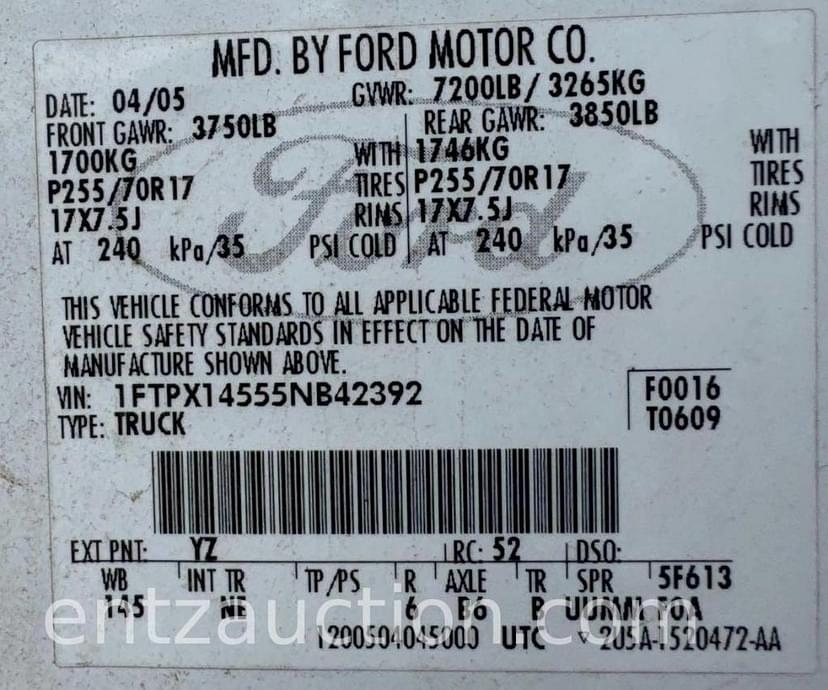 MFD. BY FORD MOTOR CO.
DATE: 04/05 GVWR: 7200LB/ 3265KG
FRONT GAWR: 3750LB REAR GAWR: 3850LB
1700KG WITH 1746KG WITH
P255/70R17 TIRES P255/70R17 TIRES
17X7.5J RIMS 17X7.5J RIMS
AT 240 kPa/35 PSI COLD AT 240 kPa/35 PSI COLD
Ford
THIS VEHICLE CONFORMS TO ALL APPLICABLE FEDERAL MOTOR
VEHICLE SAFETY STANDARDS IN EFFECT ON THE DATE OF
MANUFACTURE SHOWN ABOVE.
VIN: 1FTPX14555NB42392 F0016
TYPE: TRUCK T0609
EXT PNT: YZ RC: 52 DSO:
WB INT TR TP/PS R AXLE TR SPR 5F613
145 NE 6 B6 B
entzauction.com
1200504045000 UTC ▽ 2U5A-1520472-AA